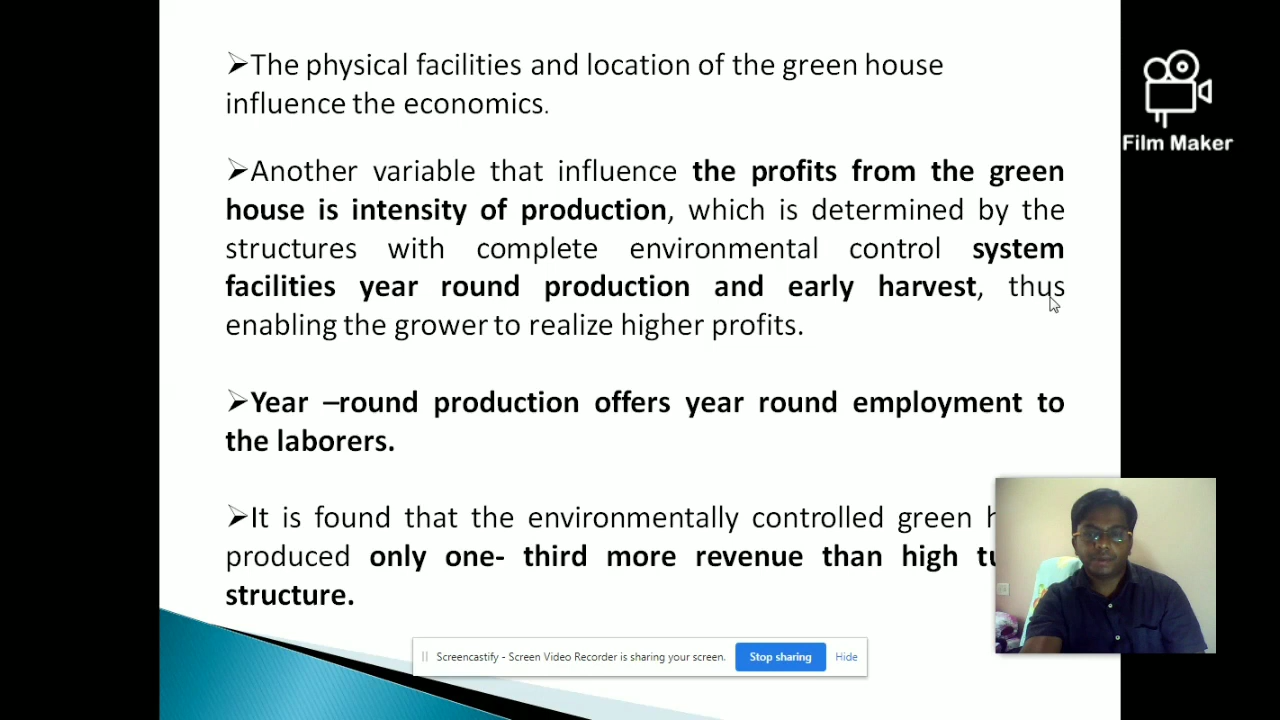 ➢The physical facilities and location of the green house
influence the economics.
➢Another variable that influence the profits from the green
house is intensity of production, which is determined by the
structures with complete environmental control system
facilities year round production and early harvest, thus
enabling the grower to realize higher profits.
➢Year –round production offers year round employment to
the laborers.
➢It is found that the environmentally controlled green
produced only one- third more revenue than high
structure.
Film Maker
Screencastify - Screen Video Recorder is sharing your screen. Stop sharing Hide